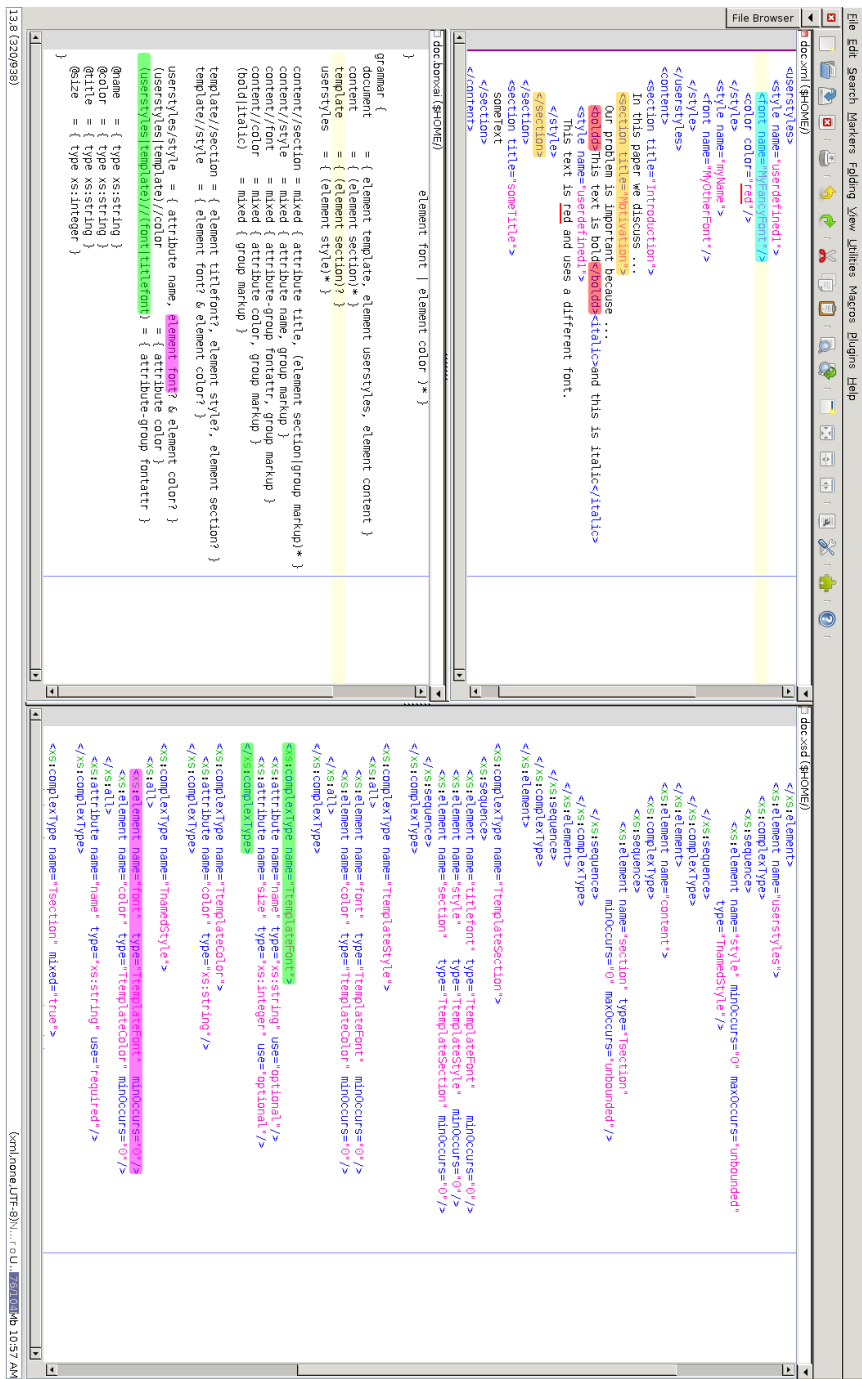 File Edit Search Markers Folding View Utilities Macros Plugins Help
File Browser
doc.xml ($HOME/)
<userstyles>
<style name="userdefined1">
<font name="MyFancyFont"/>
<color color="red"/>
</style>
<style name="myName">
<font name="MyOtherFont"/>
</style>
</userstyles>
<content>
<section title="Introduction">
In this paper we discuss ...
<section title="Motivation">
Our problem is important because ...
<boldd>This text is bold</boldd><italic>and this is italic</italic>
<style name="userdefined1">
This text is red and uses a different font.
</style>
</section>
</section>
<section title="someTitle">
someText
</section>
</content>
doc.bonxai ($HOME/)
element font | element color )* }
}
grammar {
document = { element template, element userstyles, element content }
content = { (element section)* }
template = { (element section)? }
userstyles = { (element style)* }
content//section = mixed { attribute title, (element section|group markup)* }
content//style = mixed { attribute name, group markup }
content//font = mixed { attribute-group fontattr, group markup }
content//color = mixed { attribute color, group markup }
(bold|italic) = mixed { group markup }
template//section = { element titlefont?, element style?, element section? }
template//style = { element font? & element color? }
userstyles/style = { attribute name, element font? & element color? }
(userstyles|template)//color = { attribute color }
(userstyles|template)//(font|titlefont) = { attribute-group fontattr }
@name = { type xs:string }
@color = { type xs:string }
@title = { type xs:string }
@size = { type xs:integer }
}
doc.xsd ($HOME/)
</xs:element>
<xs:element name="userstyles">
<xs:complexType>
<xs:sequence>
<xs:element name="style" minOccurs="0" maxOccurs="unbounded"
type="TnamedStyle"/>
</xs:sequence>
</xs:complexType>
</xs:element>
<xs:element name="content">
<xs:complexType>
<xs:sequence>
<xs:element name="section" type="Tsection"
minOccurs="0" maxOccurs="unbounded"/>
</xs:sequence>
</xs:complexType>
</xs:element>
</xs:sequence>
</xs:complexType>
</xs:element>
<xs:complexType name="TtemplateSection">
<xs:sequence>
<xs:element name="titlefont" type="TtemplateFont" minOccurs="0"/>
<xs:element name="style" type="TtemplateStyle" minOccurs="0"/>
<xs:element name="section" type="TtemplateSection" minOccurs="0"/>
</xs:sequence>
</xs:complexType>
<xs:complexType name="TtemplateStyle">
<xs:all>
<xs:element name="font" type="TtemplateFont" minOccurs="0"/>
<xs:element name="color" type="TtemplateColor" minOccurs="0"/>
</xs:all>
</xs:complexType>
<xs:complexType name="TtemplateFont">
<xs:attribute name="name" type="xs:string" use="optional"/>
<xs:attribute name="size" type="xs:integer" use="optional"/>
</xs:complexType>
<xs:complexType name="TtemplateColor">
<xs:attribute name="color" type="xs:string"/>
</xs:complexType>
<xs:complexType name="TnamedStyle">
<xs:all>
<xs:element name="font" type="TtemplateFont" minOccurs="0"/>
<xs:element name="color" type="TtemplateColor" minOccurs="0"/>
</xs:all>
<xs:attribute name="name" type="xs:string" use="required"/>
</xs:complexType>
<xs:complexType name="Tsection" mixed="true">
13,8 (320/938)
(xml,none,UTF-8) 76/104Mb 10:57 AM